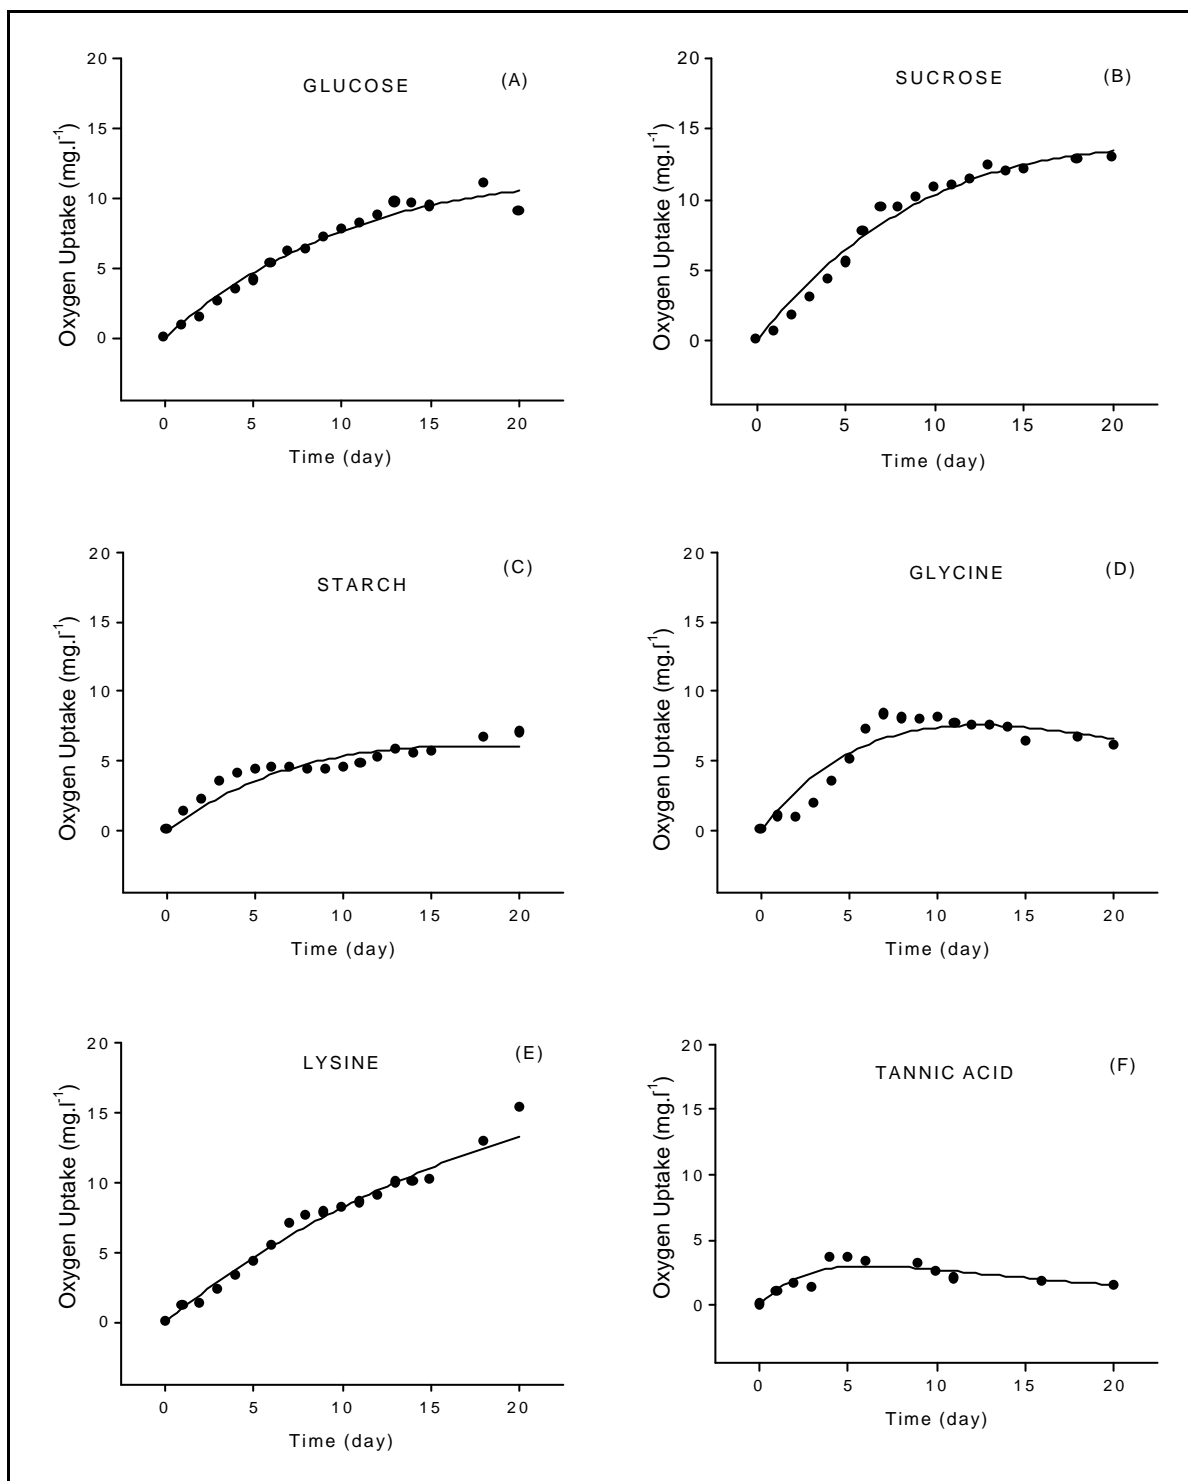 GLUCOSE
(A)
Oxygen Uptake (mg.l-1)
20
15
10
5
0
0 5 10 15 20
Time (day)
SUCROSE
(B)
Oxygen Uptake (mg.l-1)
20
15
10
5
0
0 5 10 15 20
Time (day)
STARCH
(C)
Oxygen Uptake (mg.l-1)
20
15
10
5
0
0 5 10 15 20
Time (day)
GLYCINE
(D)
Oxygen Uptake (mg.l-1)
20
15
10
5
0
0 5 10 15 20
Time (day)
LYSINE
(E)
Oxygen Uptake (mg.l-1)
20
15
10
5
0
0 5 10 15 20
Time (day)
TANNIC ACID
(F)
Oxygen Uptake (mg.l-1)
20
15
10
5
0
0 5 10 15 20
Time (day)